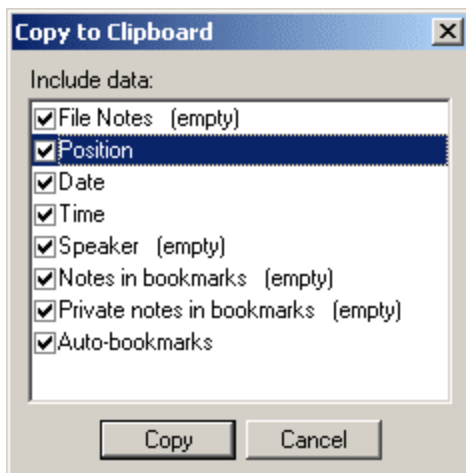 Copy to Clipboard
Include data:
File Notes (empty)
Position
Date
Time
Speaker (empty)
Notes in bookmarks (empty)
Private notes in bookmarks (empty)
Auto-bookmarks
Copy Cancel